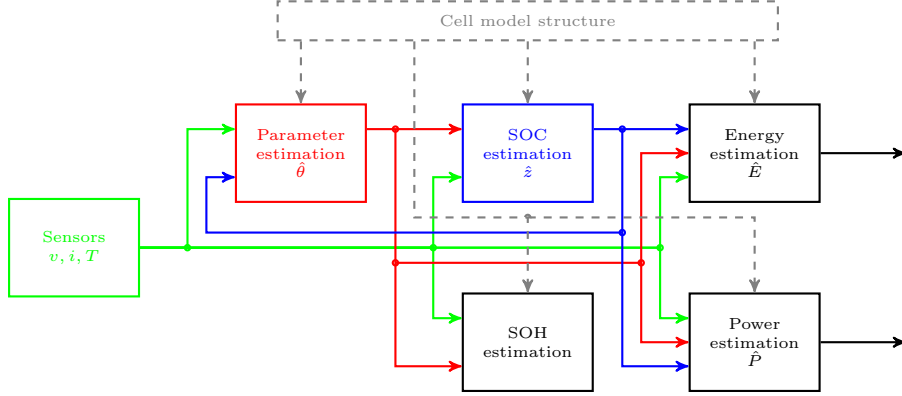 Cell model structure
Parameter
estimation
θ̂
SOC
estimation
ẑ
Energy
estimation
Ê
Sensors
v, i, T
SOH
estimation
Power
estimation
P̂